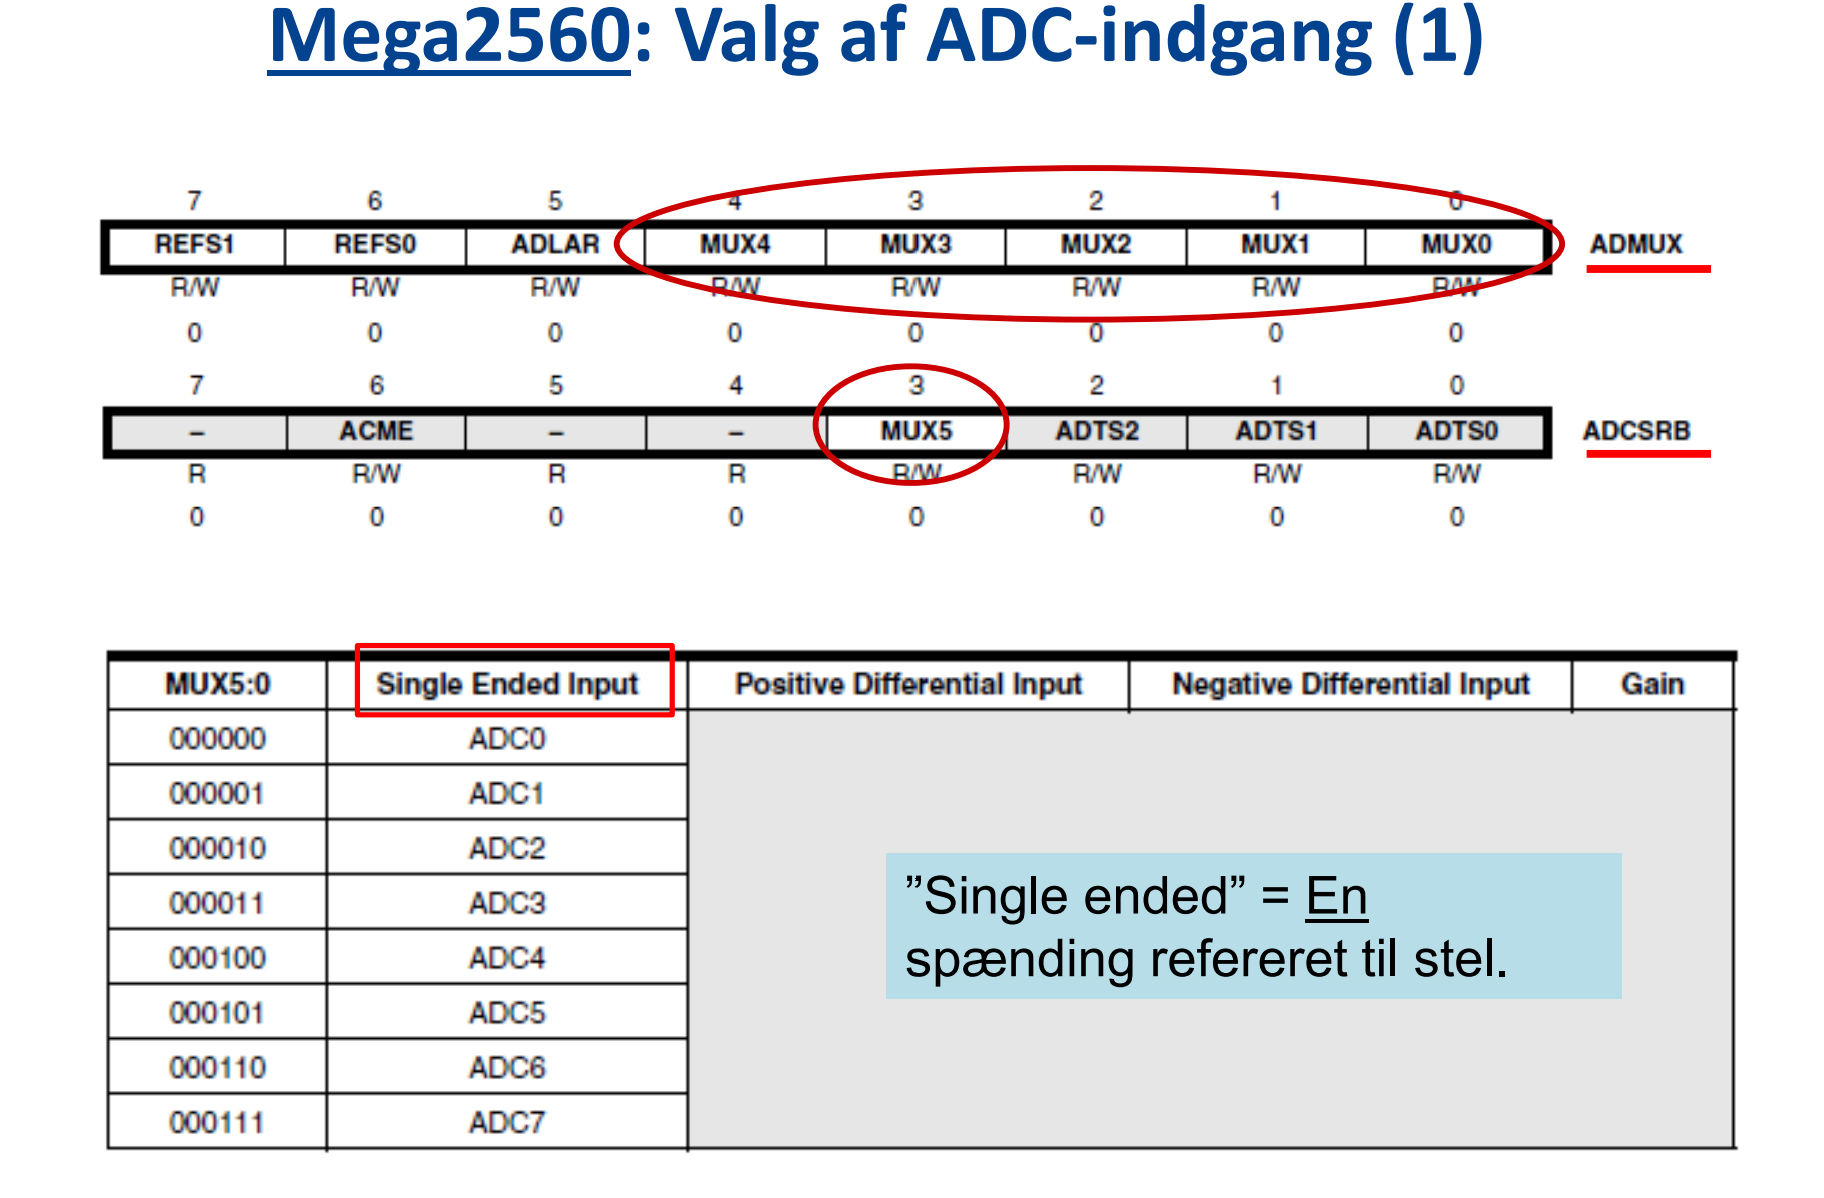 Mega2560: Valg af ADC-indgang (1)
7 6 5 4 3 2 1 0
REFS1 REFS0 ADLAR MUX4 MUX3 MUX2 MUX1 MUX0 ADMUX
R/W R/W R/W R/W R/W R/W R/W R/W
0 0 0 0 0 0 0 0
7 6 5 4 3 2 1 0
– ACME – – MUX5 ADTS2 ADTS1 ADTS0 ADCSRB
R R/W R R R/W R/W R/W R/W
0 0 0 0 0 0 0 0
MUX5:0 Single Ended Input Positive Differential Input Negative Differential Input Gain
000000 ADC0
000001 ADC1
000010 ADC2
000011 ADC3
000100 ADC4
000101 ADC5
000110 ADC6
000111 ADC7
”Single ended” = En
spænding refereret til stel.